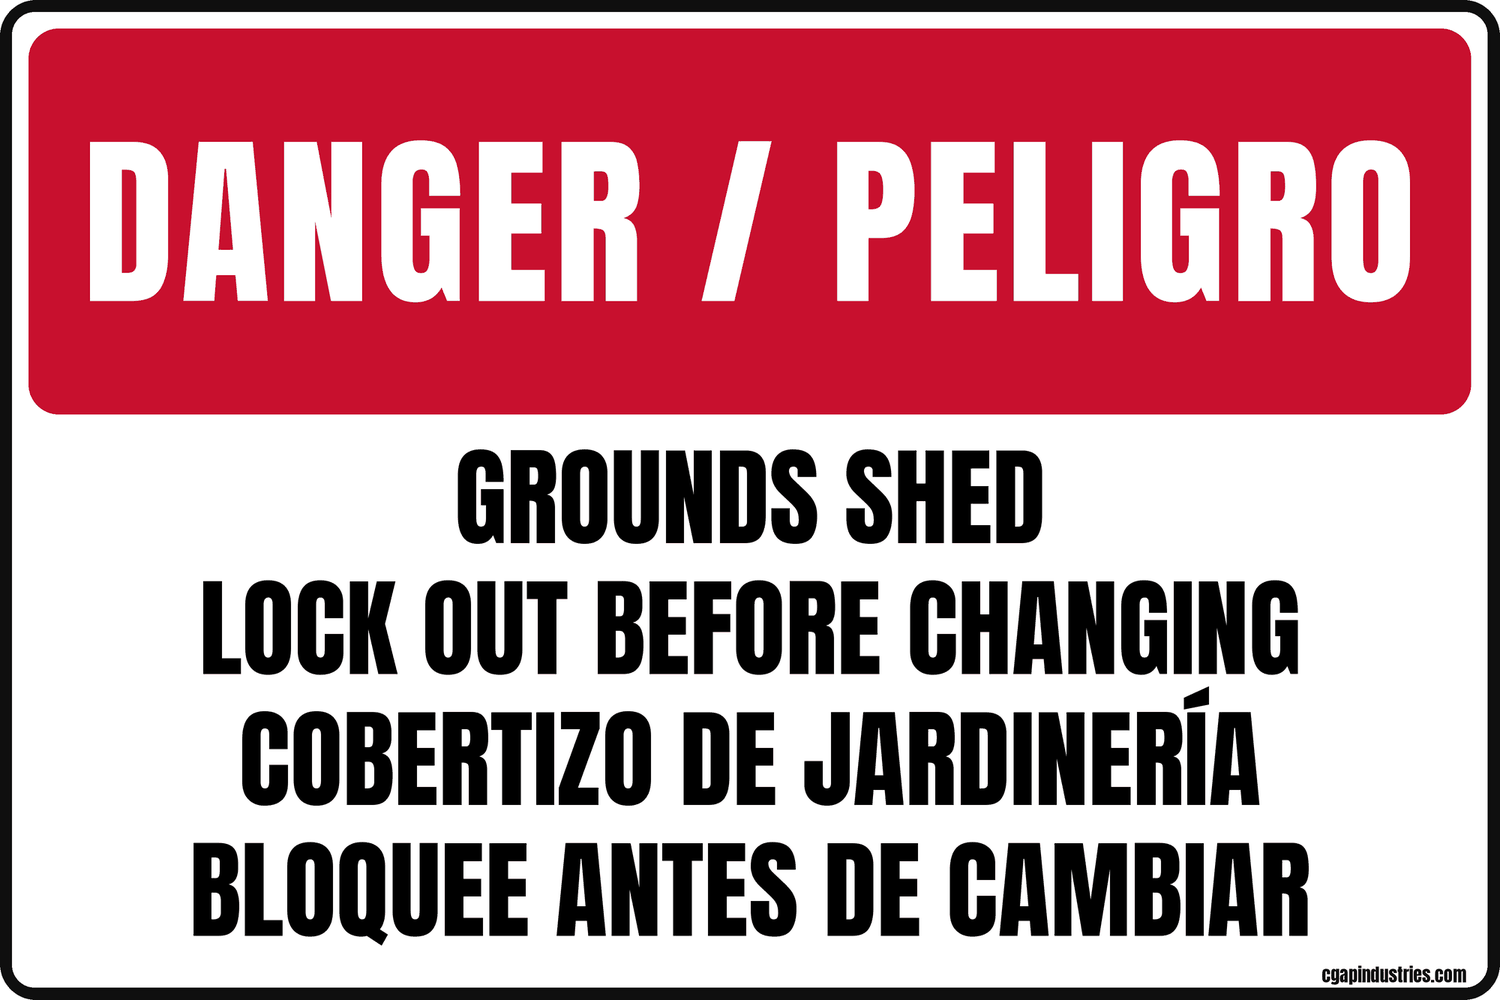 DANGER / PELIGRO
GROUNDS SHED
LOCK OUT BEFORE CHANGING
COBERTIZO DE JARDINERÍA
BLOQUEE ANTES DE CAMBIAR
cgapindustries.com